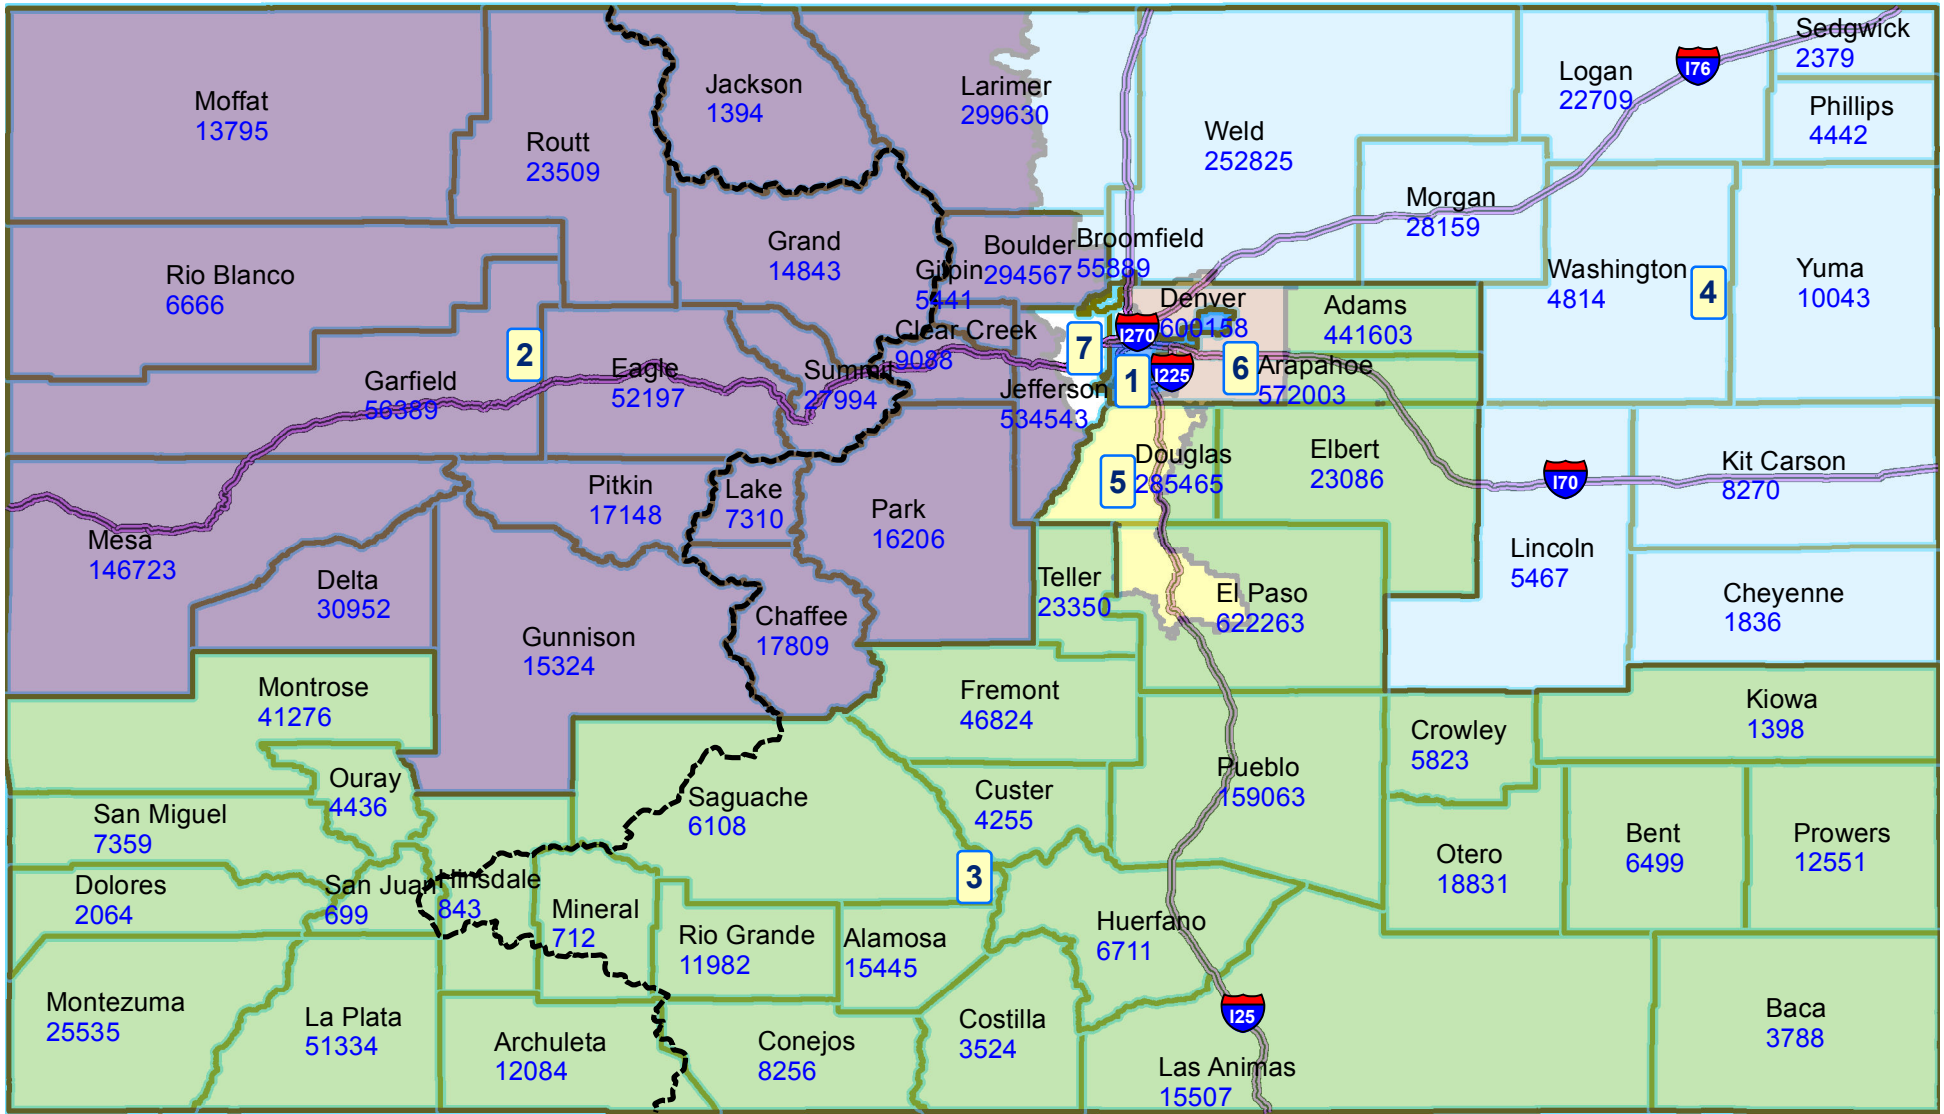 Sedgwick
2379
I76
Logan
22709
Jackson
1394
Larimer
299630
Moffat
13795
Phillips
4442
Routt
23509
Weld
252825
Morgan
28159
Grand
14843
Boulder
294567
Broomfield
55889
Gilpin
5441
Rio Blanco
6666
Washington
4814
4
Yuma
10043
Denver
600158
Adams
441603
I270
Clear Creek
9088
7
2
Eagle
52197
Summit
27994
Garfield
56389
I225
1
6
Arapahoe
572003
Jefferson
534543
Douglas
285465
5
Elbert
23086
Kit Carson
8270
I70
Pitkin
17148
Lake
7310
Park
16206
Mesa
146723
Lincoln
5467
Delta
30952
Teller
23350
El Paso
622263
Cheyenne
1836
Chaffee
17809
Gunnison
15324
Montrose
41276
Fremont
46824
Kiowa
1398
Crowley
5823
Ouray
4436
Pueblo
159063
Saguache
6108
Custer
4255
San Miguel
7359
Bent
6499
Prowers
12551
Otero
18831
3
Dolores
2064
San Juan
699
Hinsdale
843
Mineral
712
Rio Grande
11982
Alamosa
15445
Huerfano
6711
Montezuma
25535
La Plata
51334
I25
Baca
3788
Archuleta
12084
Conejos
8256
Costilla
3524
Las Animas
15507